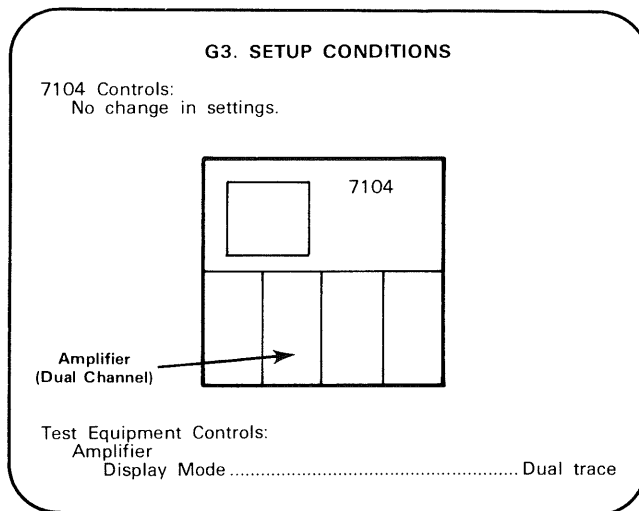 G3. SETUP CONDITIONS
7104 Controls:
No change in settings.
7104
Amplifier
(Dual Channel)
Test Equipment Controls:
Amplifier
Display Mode ........................................................ Dual trace